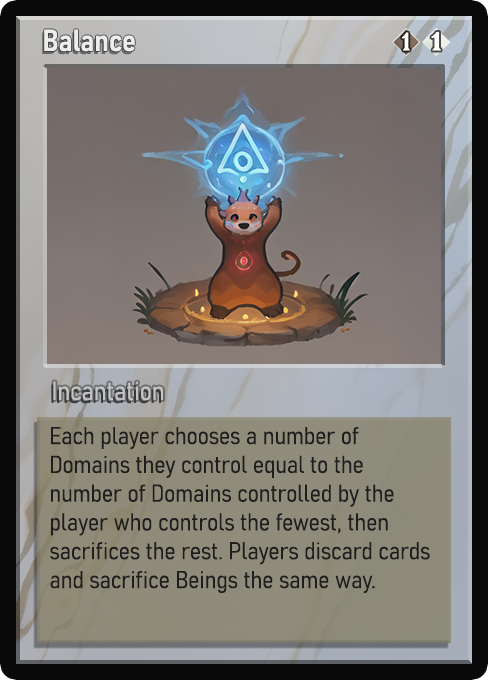 Balance 1 1
Incantation
Each player chooses a number of
Domains they control equal to the
number of Domains controlled by the
player who controls the fewest, then
sacrifices the rest. Players discard cards
and sacrifice Beings the same way.